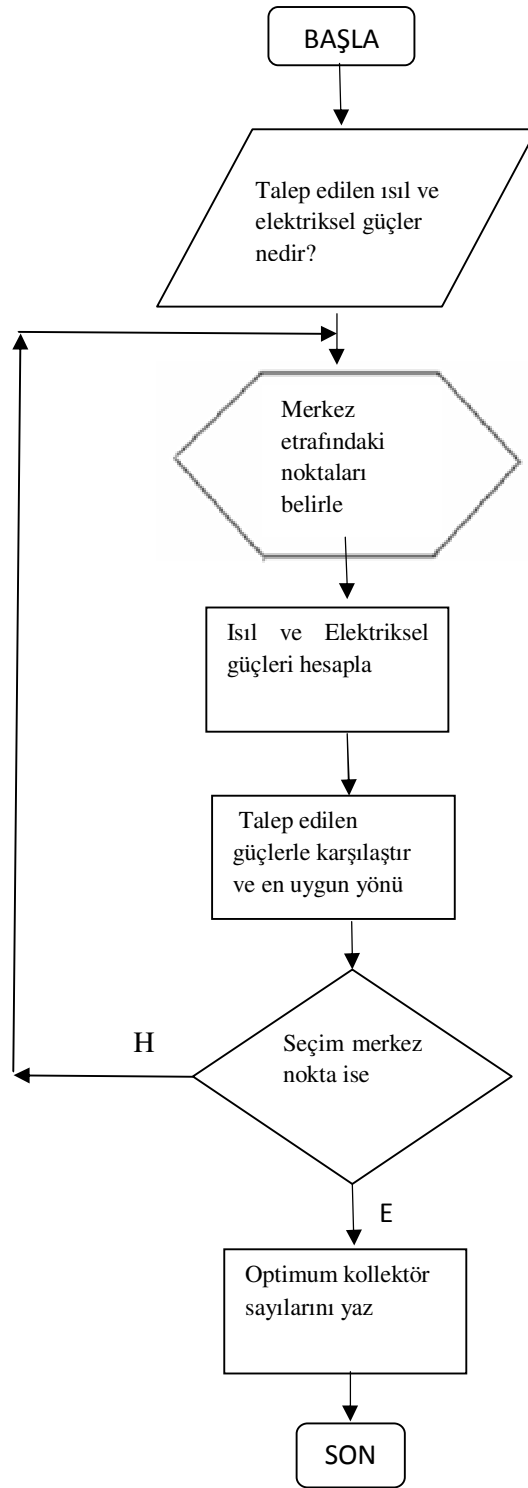 BAŞLA
Talep edilen ısıl ve
elektriksel güçler
nedir?
Merkez
etrafındaki
noktaları
belirle
Isıl ve Elektriksel
güçleri hesapla
Talep edilen
güçlerle karşılaştır
ve en uygun yönü
H
Seçim merkez
nokta ise
E
Optimum kollektör
sayılarını yaz
SON